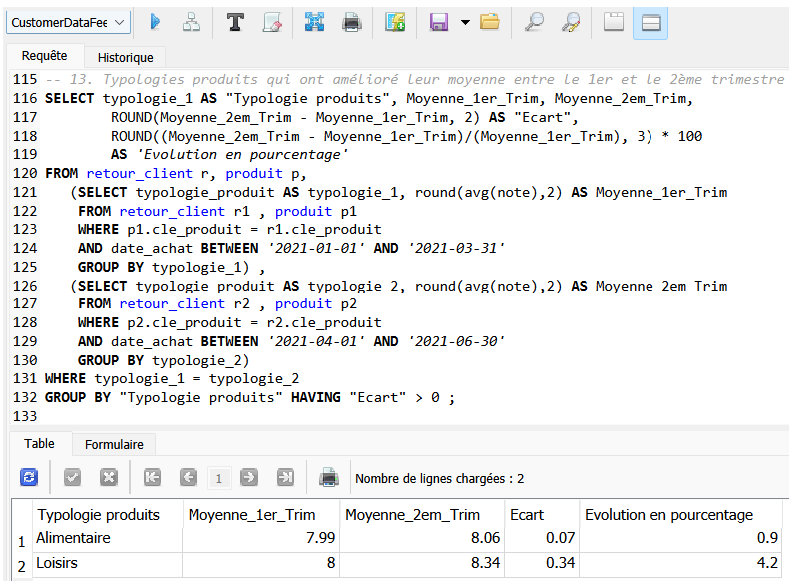 CustomerDataFee
Requête Historique
115 -- 13. Typologies produits qui ont amélioré leur moyenne entre le 1er et le 2ème trimestre
116 SELECT typologie_1 AS "Typologie produits", Moyenne_1er_Trim, Moyenne_2em_Trim,
117 ROUND(Moyenne_2em_Trim - Moyenne_1er_Trim, 2) AS "Ecart",
118 ROUND((Moyenne_2em_Trim - Moyenne_1er_Trim)/(Moyenne_1er_Trim), 3) * 100
119 AS 'Evolution en pourcentage'
120 FROM retour_client r, produit p,
121 (SELECT typologie_produit AS typologie_1, round(avg(note),2) AS Moyenne_1er_Trim
122 FROM retour_client r1 , produit p1
123 WHERE p1.cle_produit = r1.cle_produit
124 AND date_achat BETWEEN '2021-01-01' AND '2021-03-31'
125 GROUP BY typologie_1) ,
126 (SELECT typologie_produit AS typologie_2, round(avg(note),2) AS Moyenne_2em_Trim
127 FROM retour_client r2 , produit p2
128 WHERE p2.cle_produit = r2.cle_produit
129 AND date_achat BETWEEN '2021-04-01' AND '2021-06-30'
130 GROUP BY typologie_2)
131 WHERE typologie_1 = typologie_2
132 GROUP BY "Typologie produits" HAVING "Ecart" > 0 ;
133
Table Formulaire
1 Nombre de lignes chargées : 2
Typologie produits Moyenne_1er_Trim Moyenne_2em_Trim Ecart Evolution en pourcentage
1 Alimentaire 7.99 8.06 0.07 0.9
2 Loisirs 8 8.34 0.34 4.2